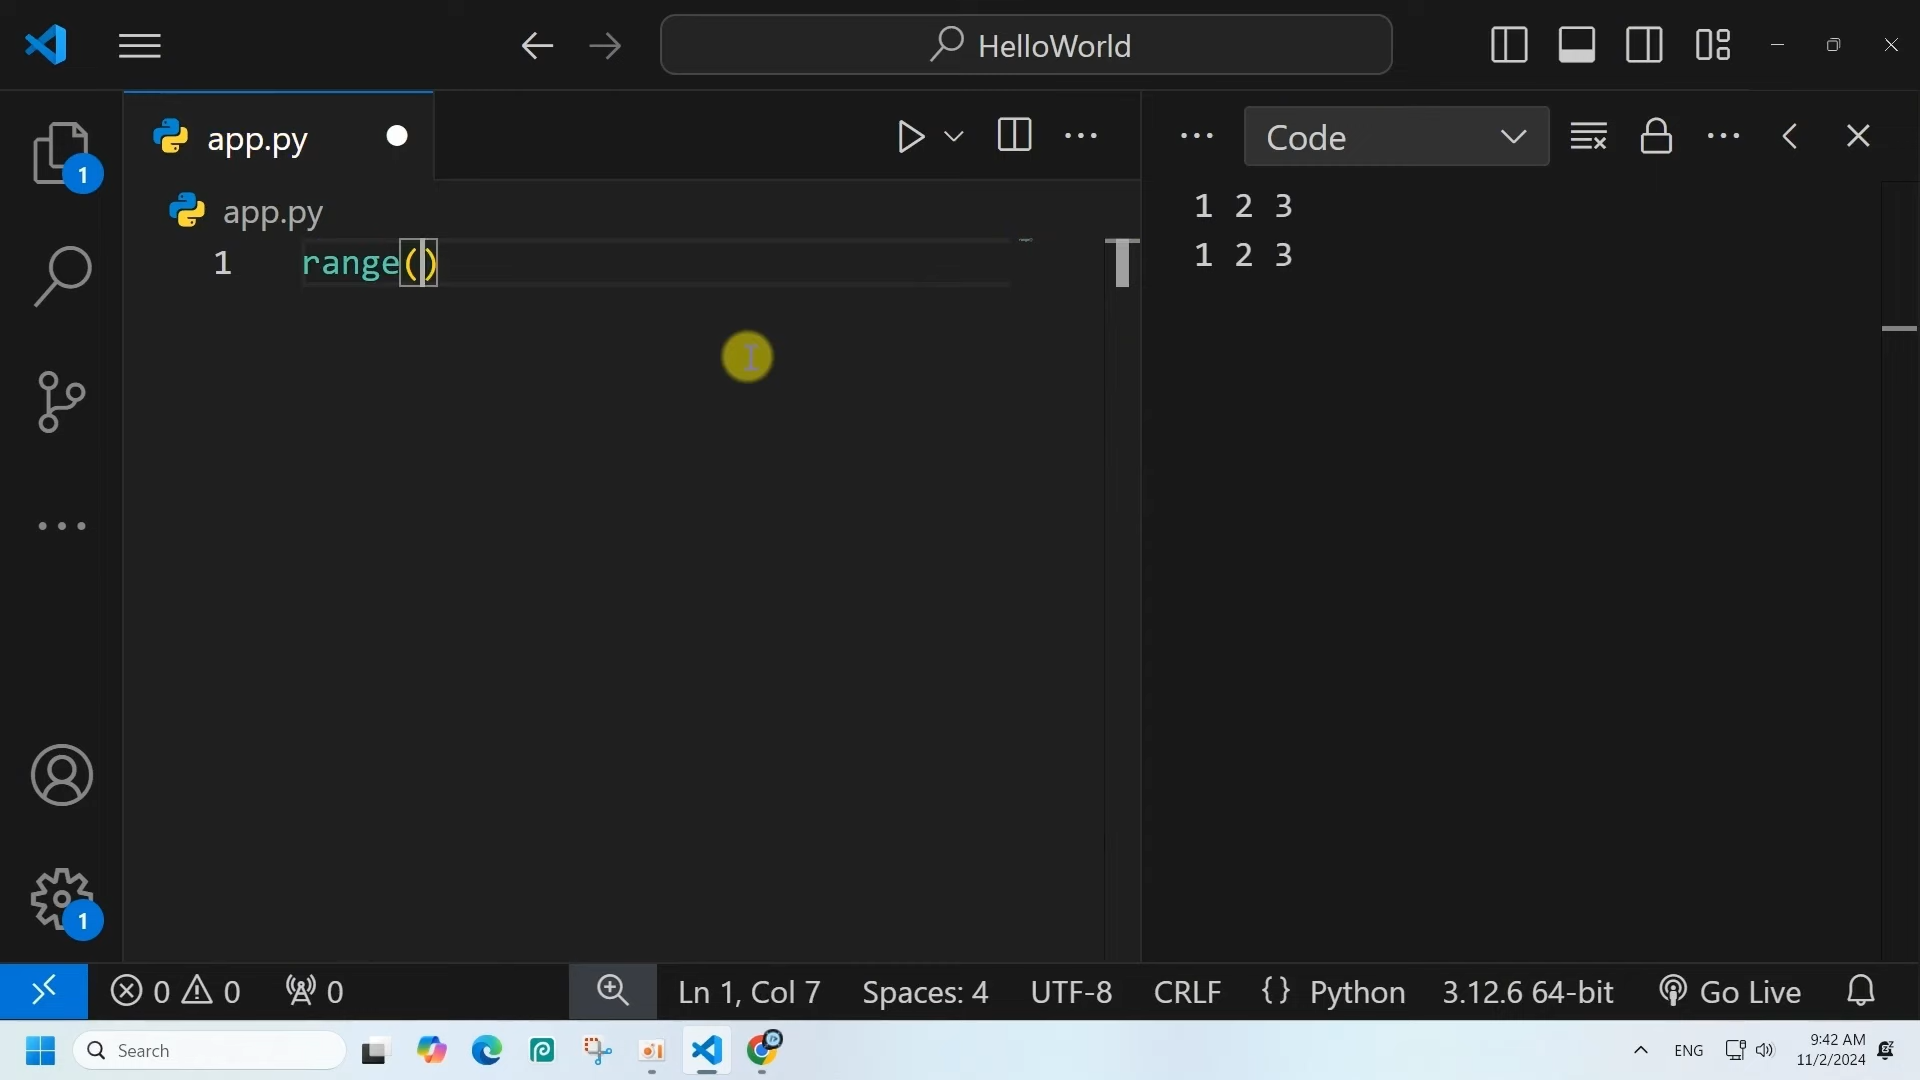 HelloWorld
app.py
Code
1
app.py
1 2 3
1 2 3
1 range()
1
0 0 0
Ln 1, Col 7 Spaces: 4 UTF-8 CRLF {} Python 3.12.6 64-bit Go Live
Search
ENG
9:42 AM
11/2/2024